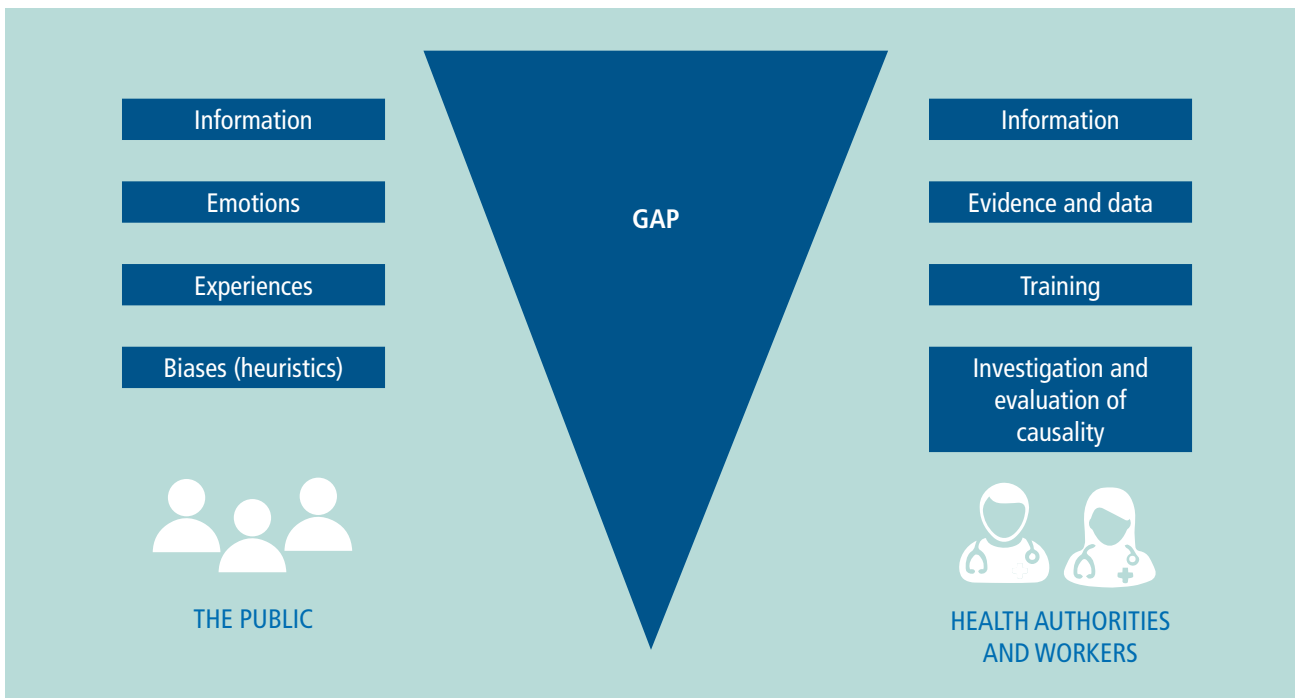 Information
Emotions
Experiences
Biases (heuristics)
THE PUBLIC
GAP
Information
Evidence and data
Training
Investigation and
evaluation of
causality
HEALTH AUTHORITIES
AND WORKERS